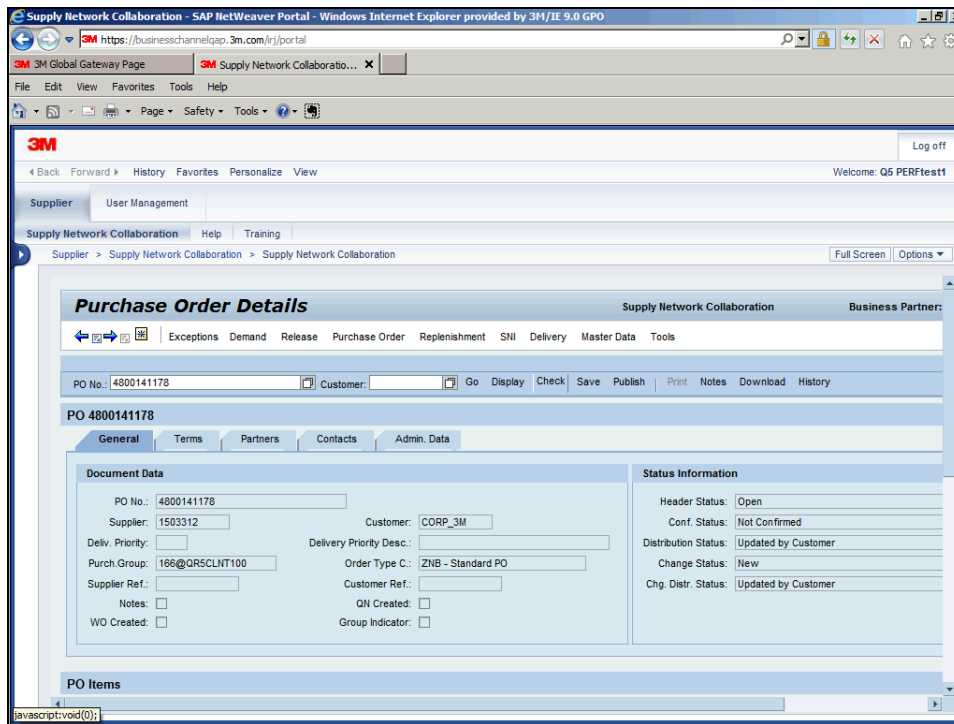 Supply Network Collaboration - SAP NetWeaver Portal - Windows Internet Explorer provided by 3M/IE 9.0 GPO
3M https://businesschannelqap.3m.com/irj/portal
3M 3M Global Gateway Page 3M Supply Network Collaboratio... X
File Edit View Favorites Tools Help
Page Safety Tools
3M
Log off
Back Forward History Favorites Personalize View Welcome: Q5 PERFtest1
Supplier User Management
Supply Network Collaboration Help Training
Supplier > Supply Network Collaboration > Supply Network Collaboration Full Screen Options
Purchase Order Details Supply Network Collaboration Business Partner:
Exceptions Demand Release Purchase Order Replenishment SNI Delivery Master Data Tools
PO No.: 4800141178 Customer: Go Display Check Save Publish Print Notes Download History
PO 4800141178
General Terms Partners Contacts Admin. Data
Document Data Status Information
PO No.: 4800141178 Header Status: Open
Supplier: 1503312 Customer: CORP_3M Conf. Status: Not Confirmed
Deliv. Priority: Delivery Priority Desc.: Distribution Status: Updated by Customer
Purch.Group: 166@QR5CLNT100 Order Type C.: ZNB - Standard PO Change Status: New
Supplier Ref.: Customer Ref.: Chg. Distr. Status: Updated by Customer
Notes: QN Created:
WO Created: Group Indicator:
PO Items
javascript:void(0);